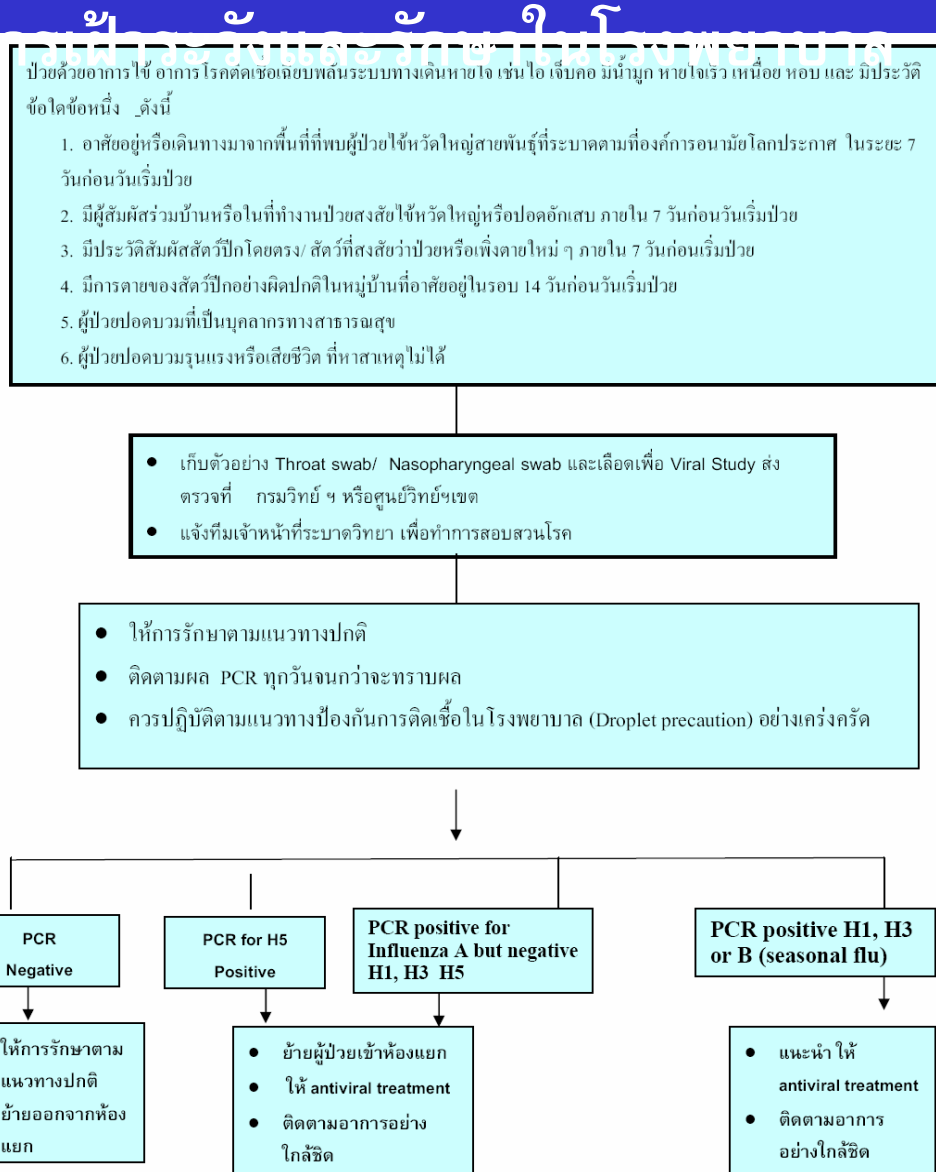 การเฝ้าระวังและรักษาในโรงพยาบาล
ป่วยด้วยอาการไข้ อาการโรคติดเชื้อเฉียบพลันระบบทางเดินหายใจ เช่นไอ เจ็บคอ มีน้ำมูก หายใจเร็ว เหนื่อย หอบ และ มีประวัติ
ข้อใดข้อหนึ่ง ดังนี้
1. อาศัยอยู่หรือเดินทางมาจากพื้นที่ที่พบผู้ป่วยไข้หวัดใหญ่สายพันธุ์ที่ระบาดตามที่องค์การอนามัยโลกประกาศ ในระยะ 7
วันก่อนวันเริ่มป่วย
2. มีผู้สัมผัสร่วมบ้านหรือในที่ทำงานป่วยสงสัยไข้หวัดใหญ่หรือปอดอักเสบ ภายใน 7 วันก่อนวันเริ่มป่วย
3. มีประวัติสัมผัสสัตว์ปีกโดยตรง/ สัตว์ที่สงสัยว่าป่วยหรือเพิ่งตายใหม่ ๆ ภายใน 7 วันก่อนเริ่มป่วย
4. มีการตายของสัตว์ปีกอย่างผิดปกติในหมู่บ้านที่อาศัยอยู่ในรอบ 14 วันก่อนวันเริ่มป่วย
5. ผู้ป่วยปอดบวมที่เป็นบุคลากรทางสาธารณสุข
6. ผู้ป่วยปอดบวมรุนแรงหรือเสียชีวิต ที่หาสาเหตุไม่ได้
● เก็บตัวอย่าง Throat swab/ Nasopharyngeal swab และเลือดเพื่อ Viral Study ส่ง
ตรวจที่ กรมวิทย์ ฯ หรือศูนย์วิทย์ฯเขต
● แจ้งทีมเจ้าหน้าที่ระบาดวิทยา เพื่อทำการสอบสวนโรค
● ให้การรักษาตามแนวทางปกติ
● ติดตามผล PCR ทุกวันจนกว่าจะทราบผล
● ควรปฏิบัติตามแนวทางป้องกันการติดเชื้อในโรงพยาบาล (Droplet precaution) อย่างเคร่งครัด
PCR
Negative
PCR for H5
Positive
PCR positive for
Influenza A but negative
H1, H3 H5
PCR positive H1, H3
or B (seasonal flu)
ให้การรักษาตาม
แนวทางปกติ
ย้ายออกจากห้อง
แยก
● ย้ายผู้ป่วยเข้าห้องแยก
● ให้ antiviral treatment
● ติดตามอาการอย่าง
ใกล้ชิด
● แนะนำ ให้
antiviral treatment
● ติดตามอาการ
อย่างใกล้ชิด